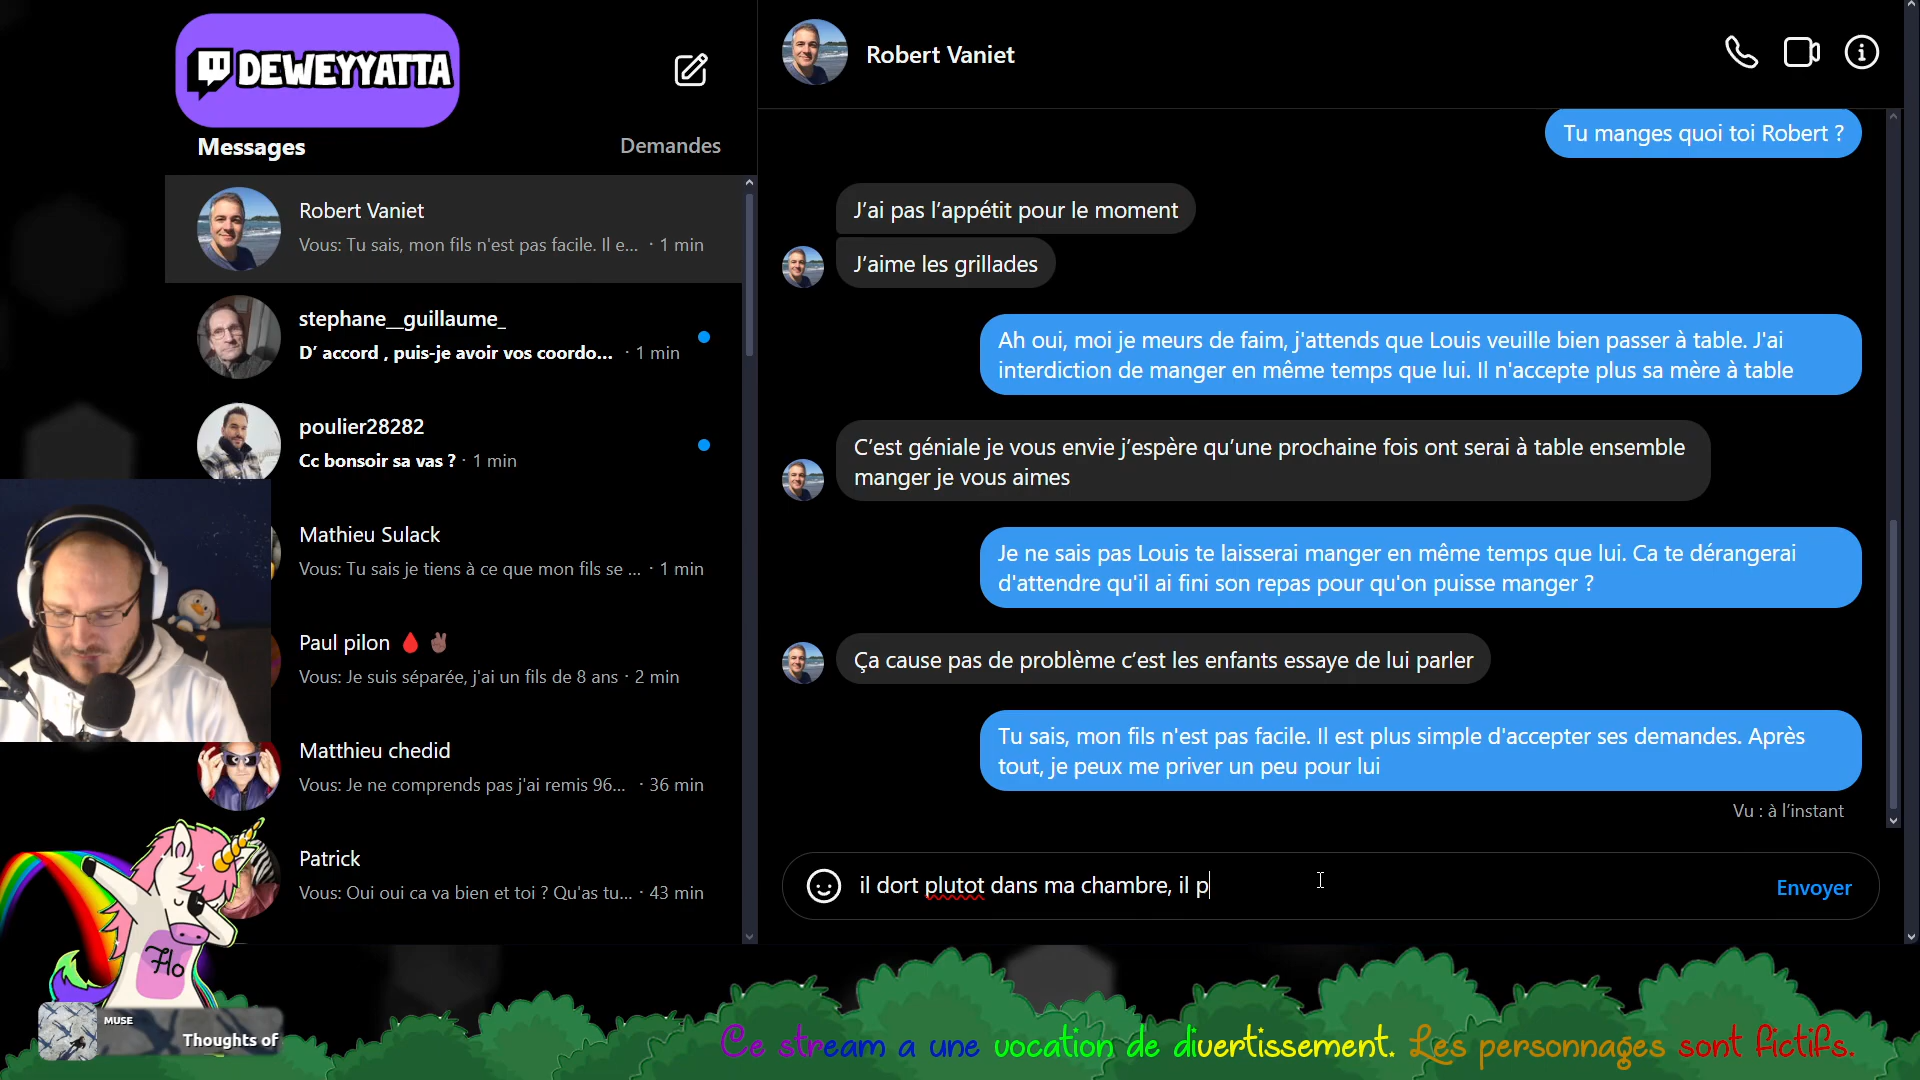 DEWEYYATTA
Messages
Demandes
Robert Vaniet
Vous: Tu sais, mon fils n'est pas facile. Il e... · 1 min
stephane__guillaume_
D’ accord , puis-je avoir vos coordo... · 1 min
poulier28282
Cc bonsoir sa vas ? · 1 min
Mathieu Sulack
Vous: Tu sais je tiens à ce que mon fils se ... · 1 min
Paul pilon
Vous: Je suis séparée, j'ai un fils de 8 ans · 2 min
Matthieu chedid
Vous: Je ne comprends pas j'ai remis 96... · 36 min
Patrick
Vous: Oui oui ca va bien et toi ? Qu'as tu... · 43 min
Flo
MUSE
Thoughts of
Robert Vaniet
Tu manges quoi toi Robert ?
J’ai pas l’appétit pour le moment
J’aime les grillades
Ah oui, moi je meurs de faim, j'attends que Louis veuille bien passer à table. J'ai
interdiction de manger en même temps que lui. Il n'accepte plus sa mère à table
C’est géniale je vous envie j’espère qu’une prochaine fois ont serai à table ensemble
manger je vous aimes
Je ne sais pas Louis te laisserai manger en même temps que lui. Ca te dérangerai
d'attendre qu'il ai fini son repas pour qu'on puisse manger ?
Ça cause pas de problème c’est les enfants essaye de lui parler
Tu sais, mon fils n'est pas facile. Il est plus simple d'accepter ses demandes. Après
tout, je peux me priver un peu pour lui
Vu : à l’instant
il dort plutot dans ma chambre, il p
Envoyer
Ce stream a une vocation de divertissement. Les personnages sont fictifs.